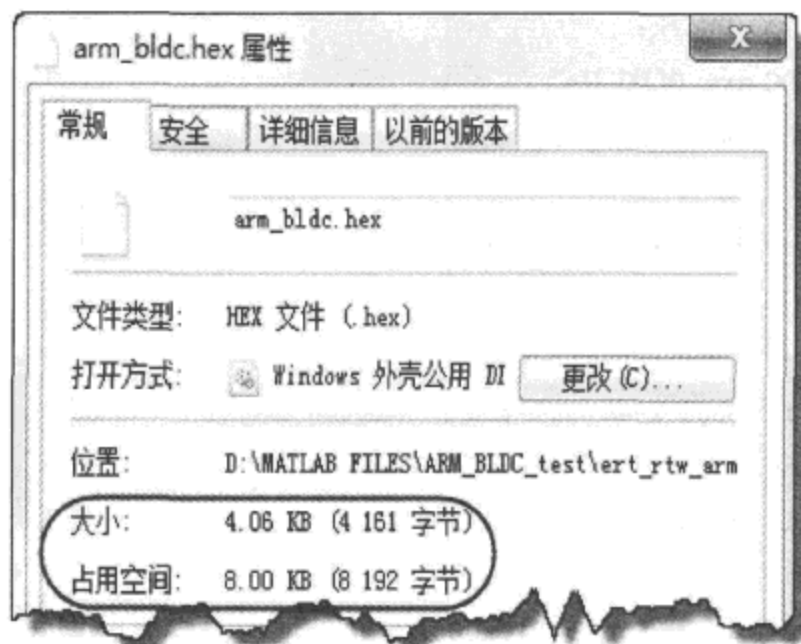 arm_bldc.hex 属性
X
常规 安全 详细信息 以前的版本
arm_bldc.hex
文件类型: HEX 文件 (.hex)
打开方式: Windows 外壳公用 Dl 更改(C)...
位置: D:\MATLAB FILES\ARM_BLDC_test\ert_rtw_arm
大小: 4.06 KB (4 161 字节)
占用空间: 8.00 KB (8 192 字节)